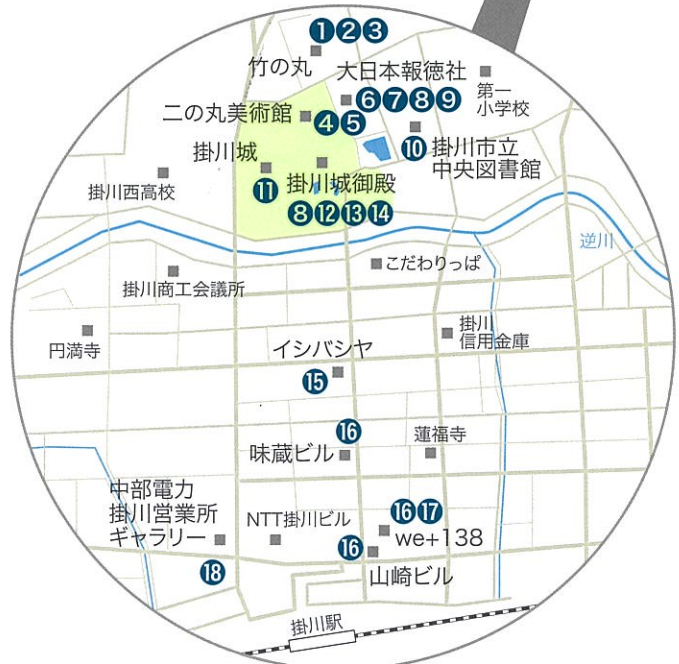 ❶❷❸
竹の丸
大日本報徳社
❻❼❽❾
第一
小学校
二の丸美術館
❹❺
❿
掛川市立
中央図書館
掛川城
⓫
掛川城御殿
❽⓬⓭⓮
掛川西高校
逆川
こだわりっぱ
掛川商工会議所
掛川
信用金庫
円満寺
イシバシヤ
⓯
⓰
味蔵ビル
蓮福寺
中部電力
掛川営業所
ギャラリー
NTT掛川ビル
⓰⓱
we+138
⓰
山崎ビル
⓲
掛川駅